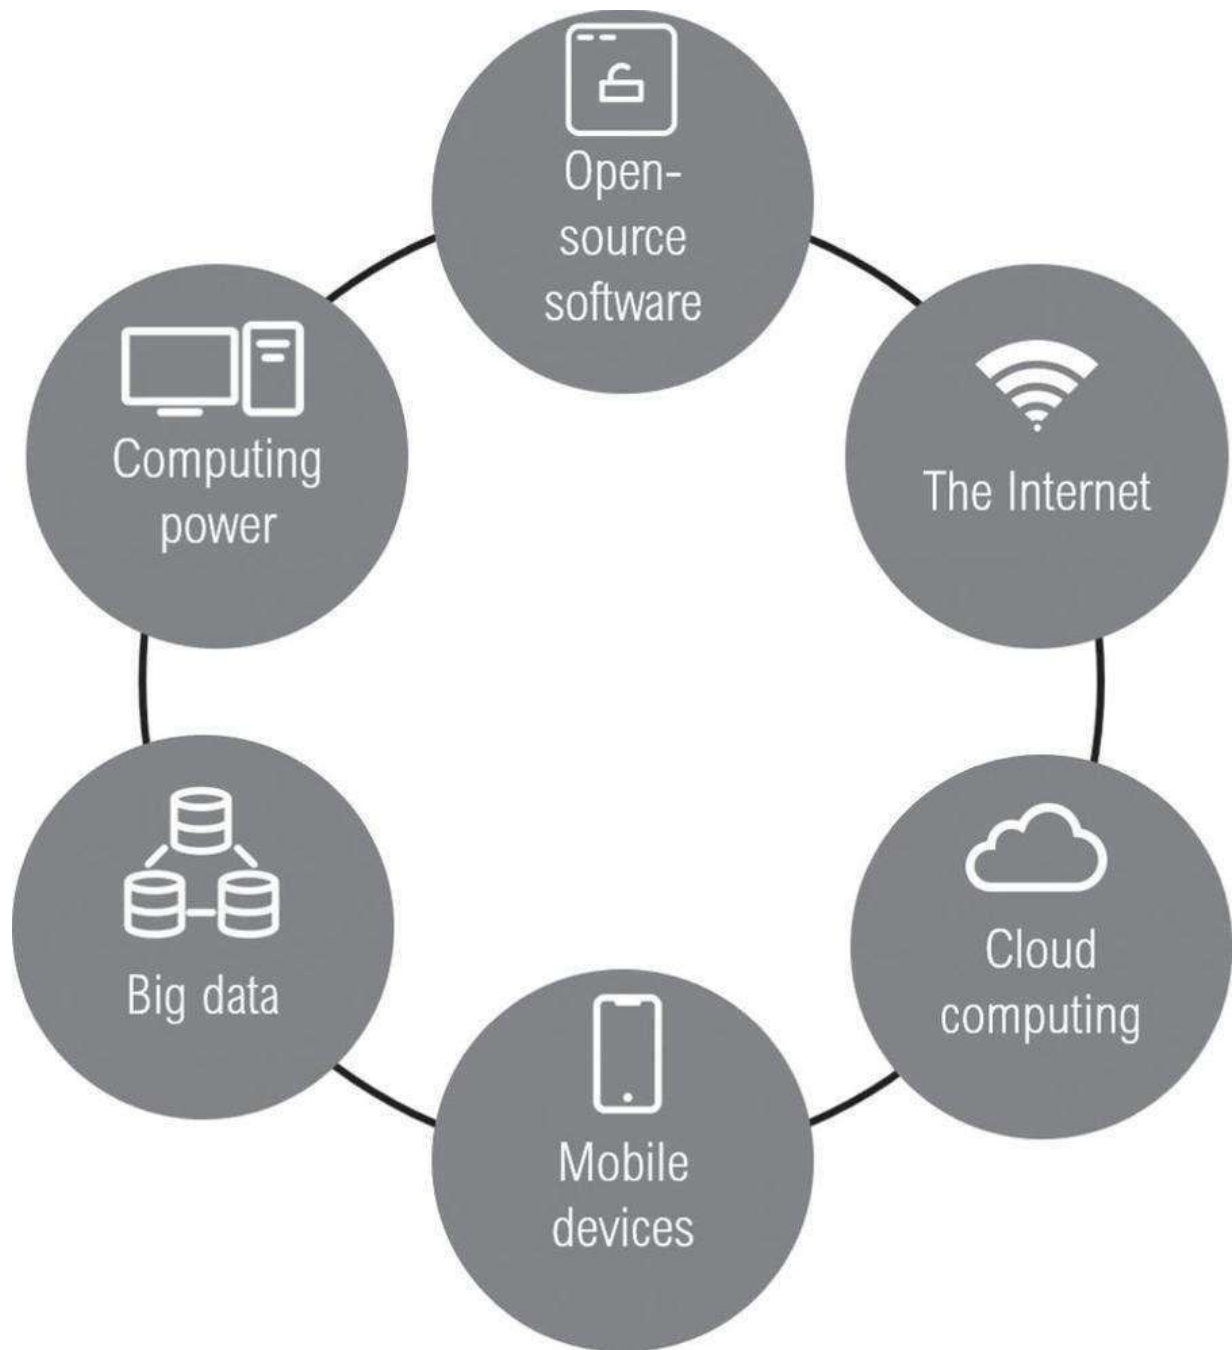 Open-
source
software
The Internet
Cloud
computing
Mobile
devices
Big data
Computing
power